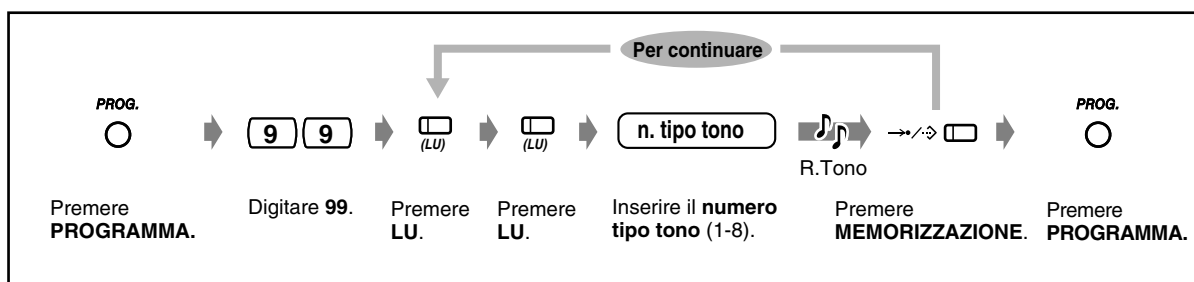 Per continuare
PROG.
9 9
(LU)
(LU)
n. tipo tono
R.Tono
PROG.
Premere
PROGRAMMA.
Digitare 99.
Premere
LU.
Premere
LU.
Inserire il numero
tipo tono (1-8).
Premere
MEMORIZZAZIONE.
Premere
PROGRAMMA.